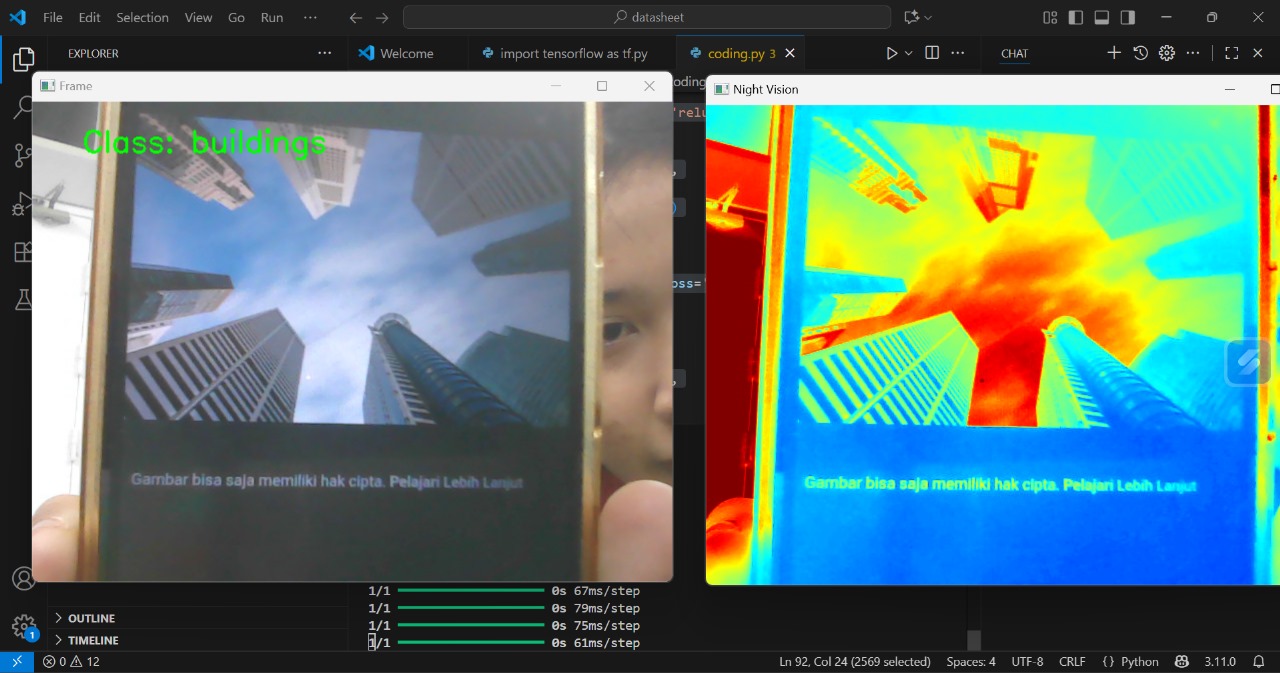 File Edit Selection View Go Run ···
datasheet
EXPLORER ···
Welcome
import tensorflow as tf.py
coding.py 3
CHAT
Frame
coding
'relu
,
)
oss='
,
Class: buildings
Gambar bisa saja memiliki hak cipta. Pelajari Lebih Lanjut
Night Vision
Gambar bisa saja memiliki hak cipta. Pelajari Lebih Lanjut
1/1 0s 67ms/step
1/1 0s 79ms/step
1/1 0s 75ms/step
1/1 0s 61ms/step
OUTLINE
TIMELINE
1
0 12
Ln 92, Col 24 (2569 selected) Spaces: 4 UTF-8 CRLF {} Python 3.11.0